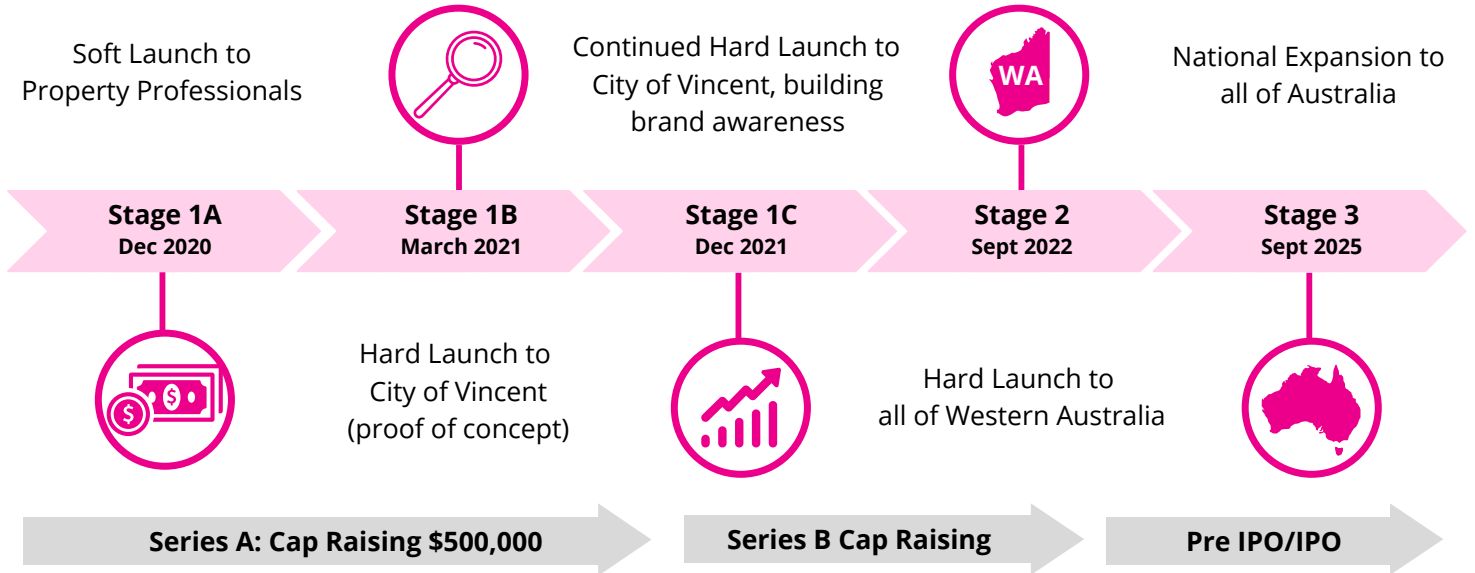 Soft Launch to
Property Professionals
Continued Hard Launch to
City of Vincent, building
brand awareness
WA
National Expansion to
all of Australia
Stage 1A
Dec 2020
Stage 1B
March 2021
Stage 1C
Dec 2021
Stage 2
Sept 2022
Stage 3
Sept 2025
$
$
Hard Launch to
City of Vincent
(proof of concept)
Hard Launch to
all of Western Australia
Series A: Cap Raising $500,000
Series B Cap Raising
Pre IPO/IPO